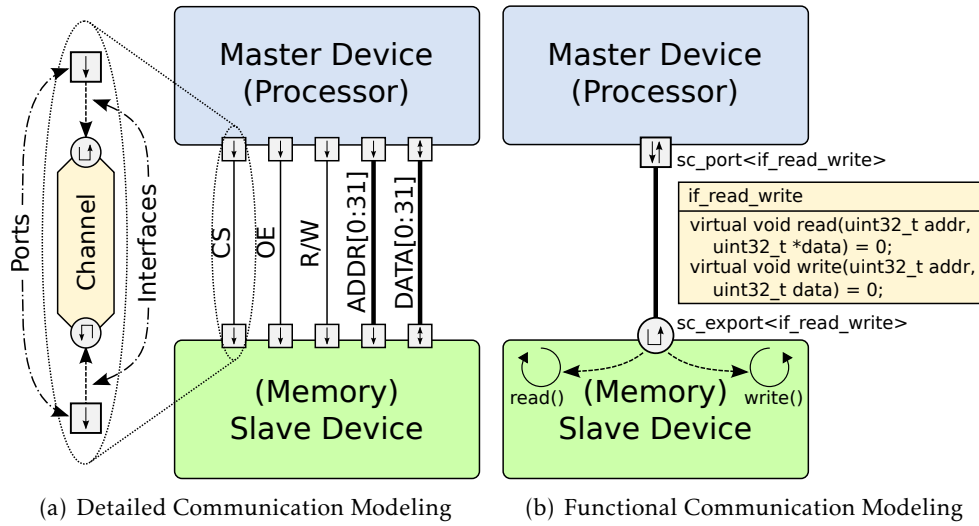 Master Device
(Processor)
Ports
Channel
Interfaces
CS
OE
R/W
ADDR[0:31]
DATA[0:31]
(Memory)
Slave Device
(a) Detailed Communication Modeling
Master Device
(Processor)
sc_port<if_read_write>
if_read_write
virtual void read(uint32_t addr,
uint32_t *data) = 0;
virtual void write(uint32_t addr,
uint32_t data) = 0;
sc_export<if_read_write>
read()
write()
(Memory)
Slave Device
(b) Functional Communication Modeling